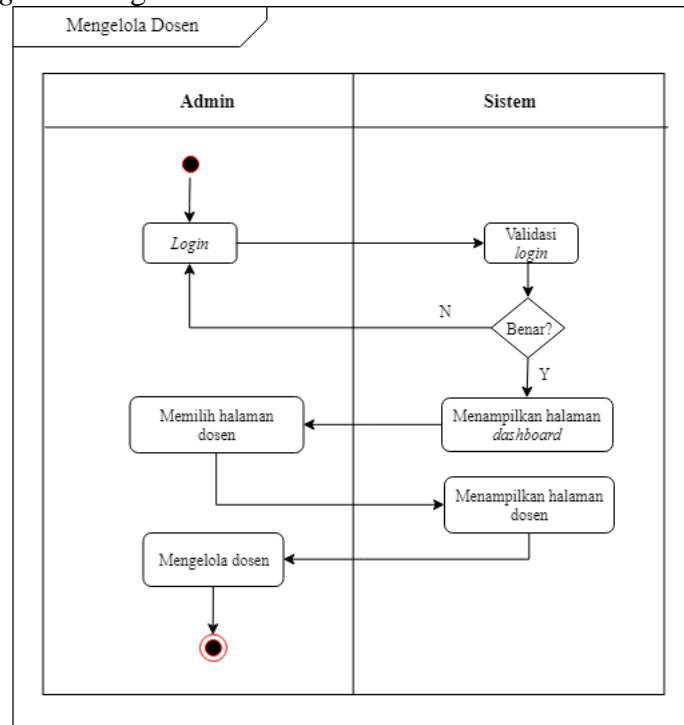 Mengelola Dosen
Admin
Sistem
Login
Validasi
login
N
Benar?
Y
Memilih halaman
dosen
Menampilkan halaman
dashboard
Menampilkan halaman
dosen
Mengelola dosen